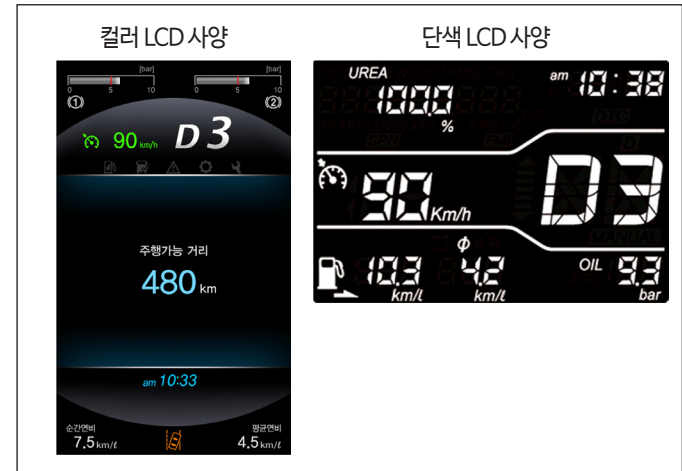 컬러 LCD 사양
[bar]
0 5 10
①
[bar]
0 5 10
②
90 km/h
D 3
주행가능 거리
480 km
am 10:33
순간연비
7.5 km/ℓ
평균연비
4.5 km/ℓ
단색 LCD 사양
UREA
100.0
%
am 10:38
DTC
SPN
FMI
90 Km/h
D3
MANUAL
10.3
km/ℓ
ϕ
4.2
km/ℓ
OIL 9.3
bar